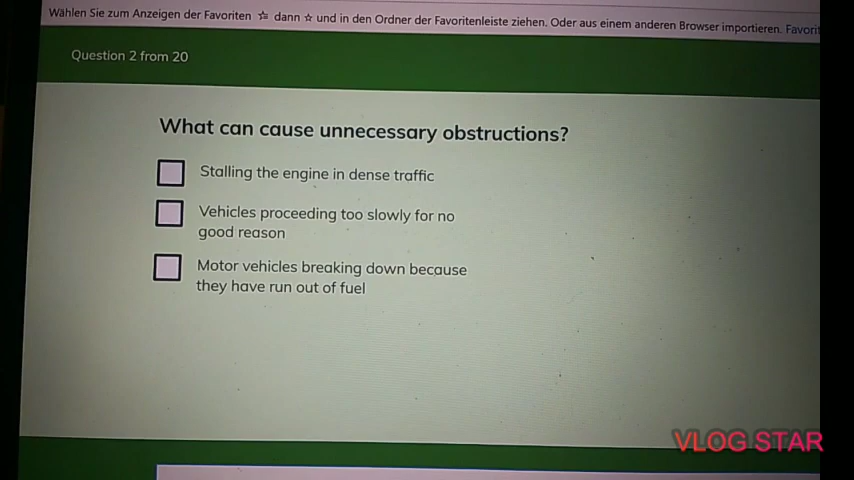 Wählen Sie zum Anzeigen der Favoriten dann und in den Ordner der Favoritenleiste ziehen. Oder aus einem anderen Browser importieren. Favorit
Question 2 from 20
What can cause unnecessary obstructions?
Stalling the engine in dense traffic
Vehicles proceeding too slowly for no
good reason
Motor vehicles breaking down because
they have run out of fuel
VLOG STAR